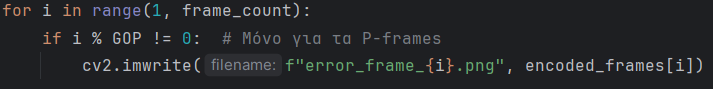 for i in range(1, frame_count):
if i % GOP != 0:  # Μόνο για τα P-frames
cv2.imwrite( filename: f"error_frame_{i}.png", encoded_frames[i])